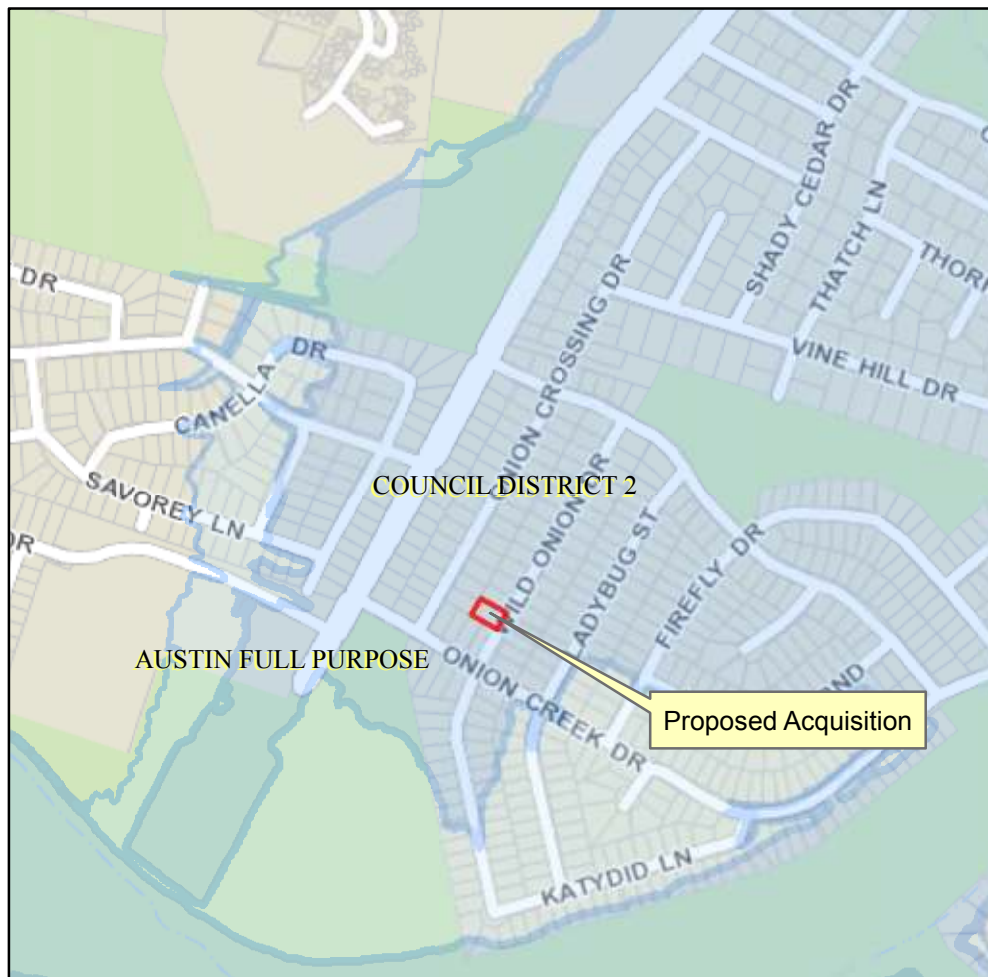 SHADY CEDAR DR
THATCH LN
DR
ONION CROSSING DR
VINE HILL DR
DR
CANELLA
COUNCIL DISTRICT 2
SAVOREY LN
WILD ONION DR
LADYBUG ST
FIREFLY DR
DR
AUSTIN FULL PURPOSE
ONION CREEK DR
Proposed Acquisition
KATYDID LN